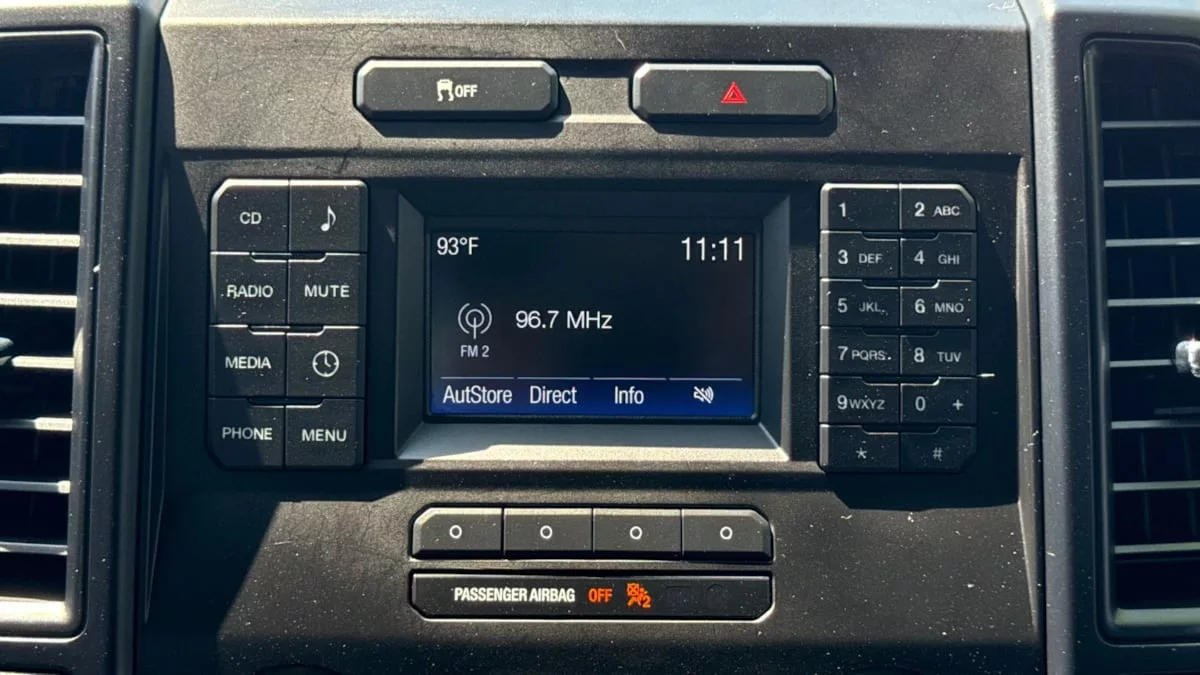 OFF
CD
RADIO MUTE
MEDIA
PHONE MENU
93°F 11:11
96.7 MHz
FM 2
AutStore Direct Info
1 2 ABC
3 DEF 4 GHI
5 JKL 6 MNO
7 PQRS 8 TUV
9 WXYZ 0 +
* #
PASSENGER AIRBAG OFF 2